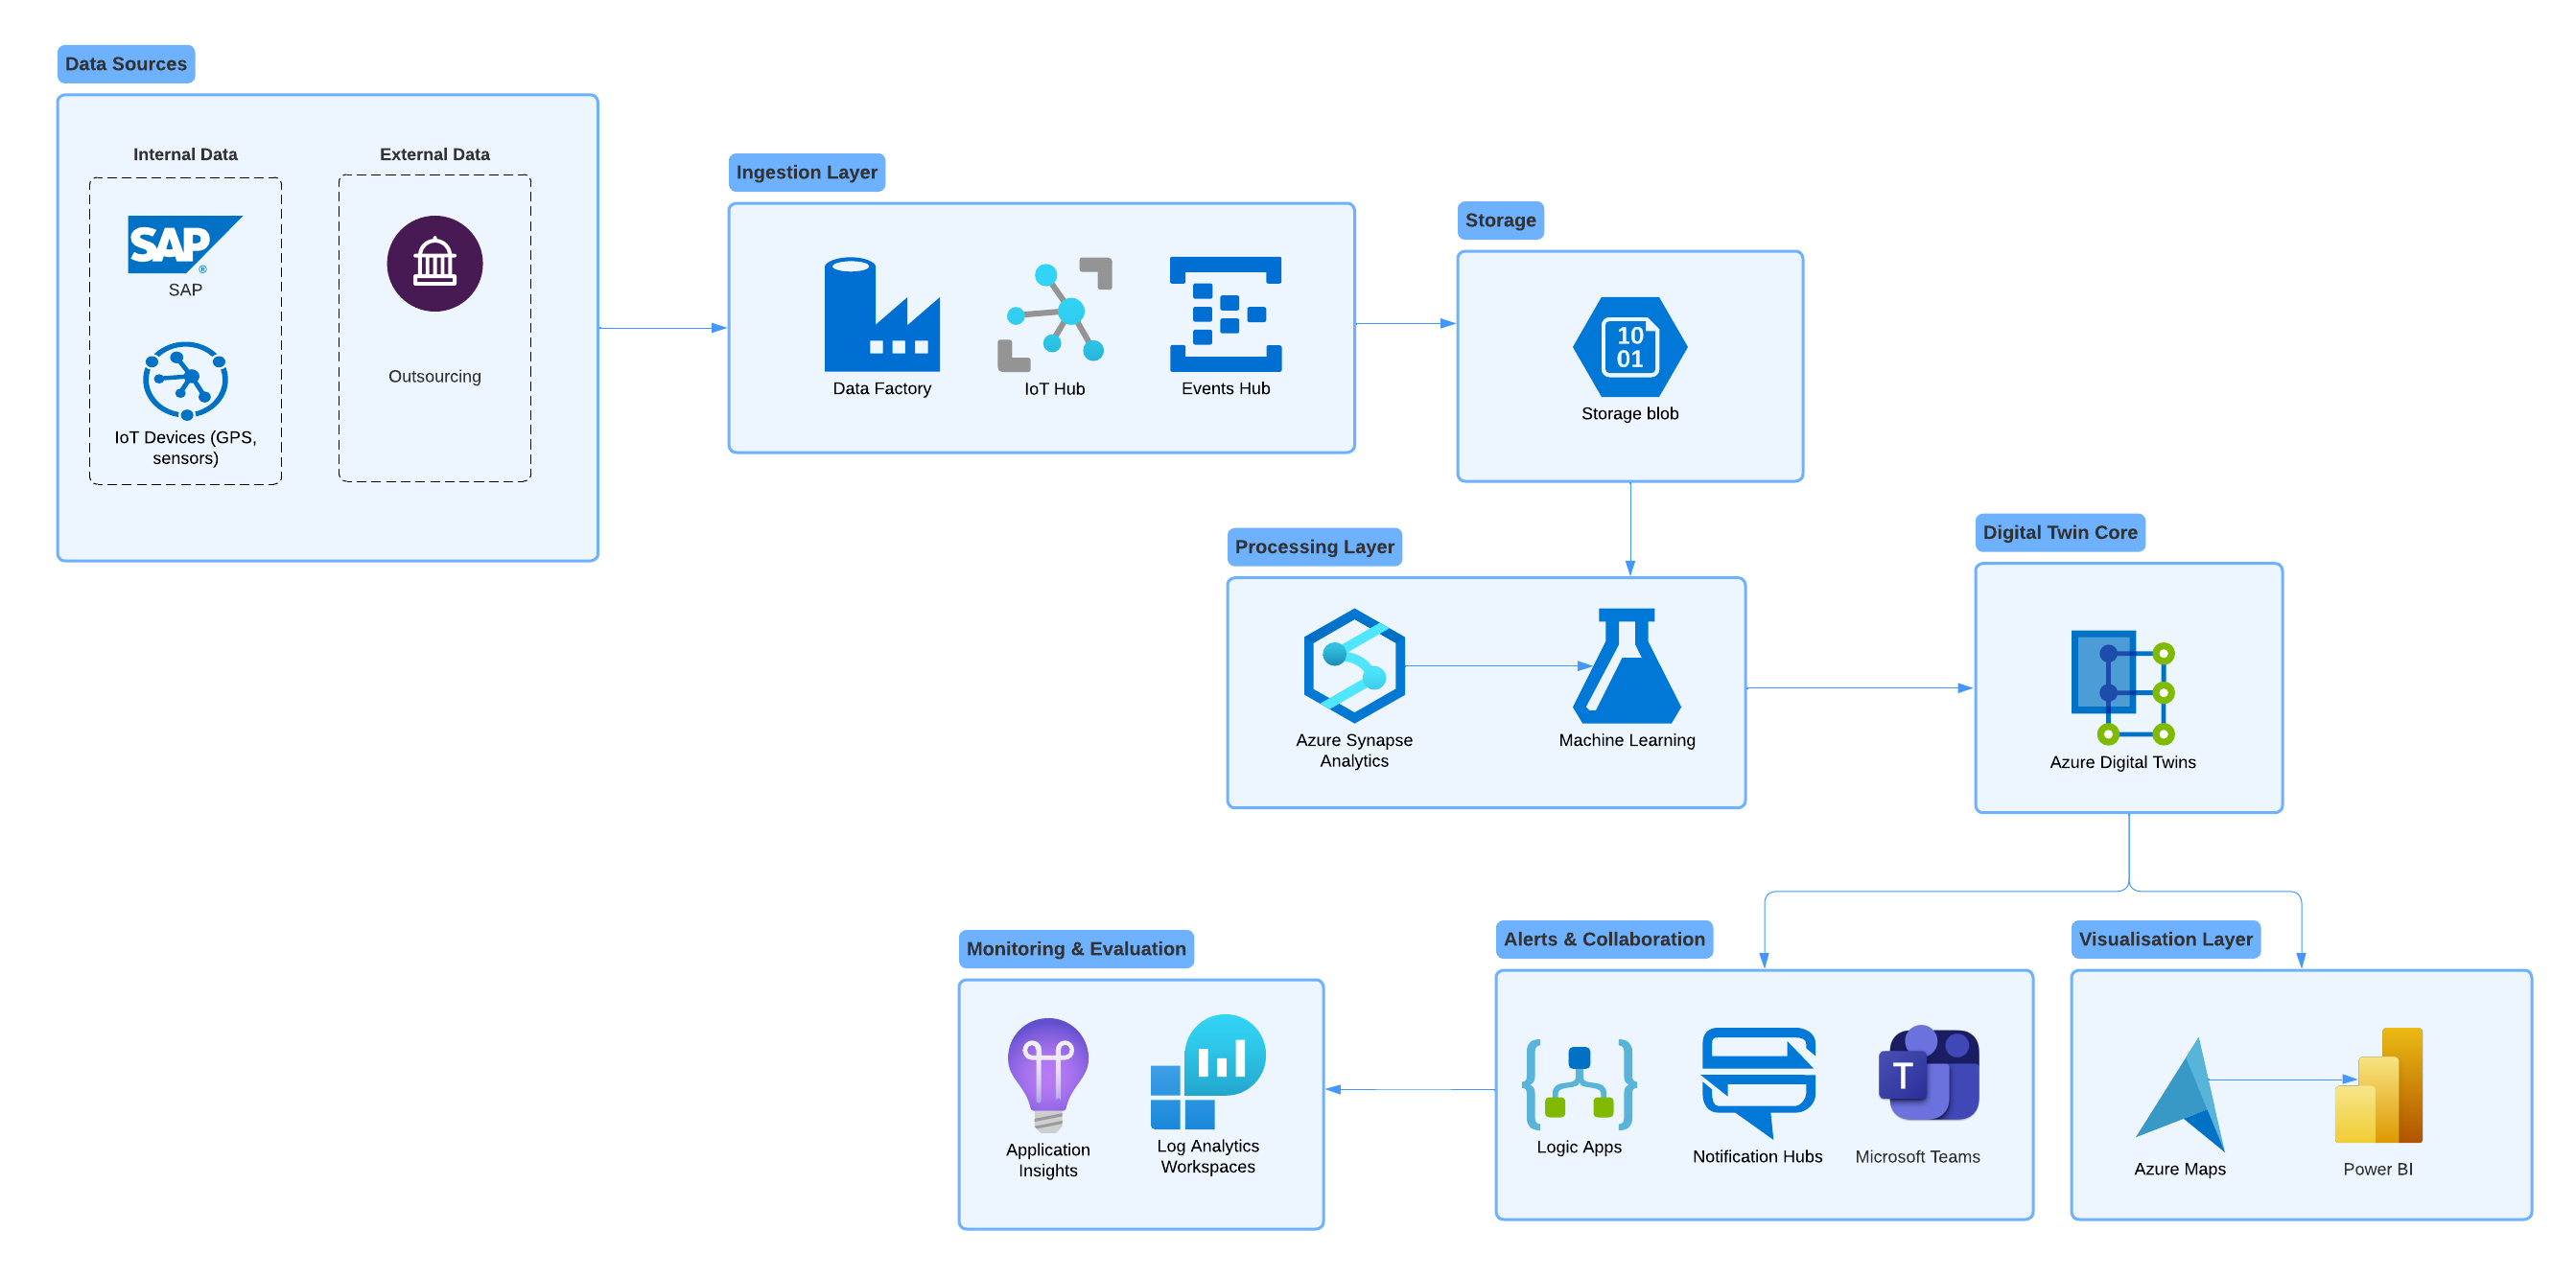 Data Sources
Internal Data
External Data
SAP
®
SAP
IoT Devices (GPS,
sensors)
Outsourcing
Ingestion Layer
Data Factory
IoT Hub
Events Hub
Storage
10
01
Storage blob
Processing Layer
Azure Synapse
Analytics
Machine Learning
Digital Twin Core
Azure Digital Twins
Monitoring & Evaluation
Application
Insights
Log Analytics
Workspaces
Alerts & Collaboration
Logic Apps
Notification Hubs
T
Microsoft Teams
Visualisation Layer
Azure Maps
Power BI